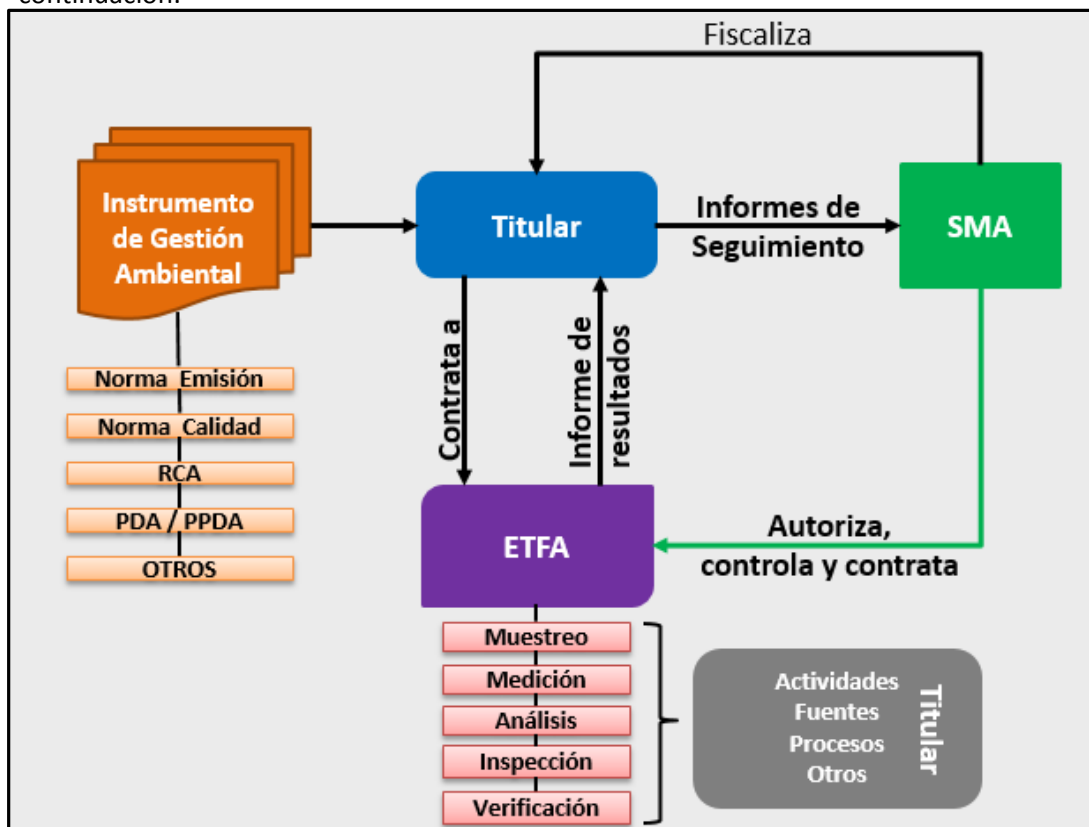 continuación.
Fiscaliza
Instrumento
de Gestión
Ambiental
Titular
Informes de
Seguimiento
SMA
Norma Emisión
Norma Calidad
RCA
PDA / PPDA
OTROS
Contrata a
Informe de
resultados
ETFA
Autoriza,
controla y contrata
Muestreo
Medición
Análisis
Inspección
Verificación
Actividades
Fuentes
Procesos
Otros
Titular